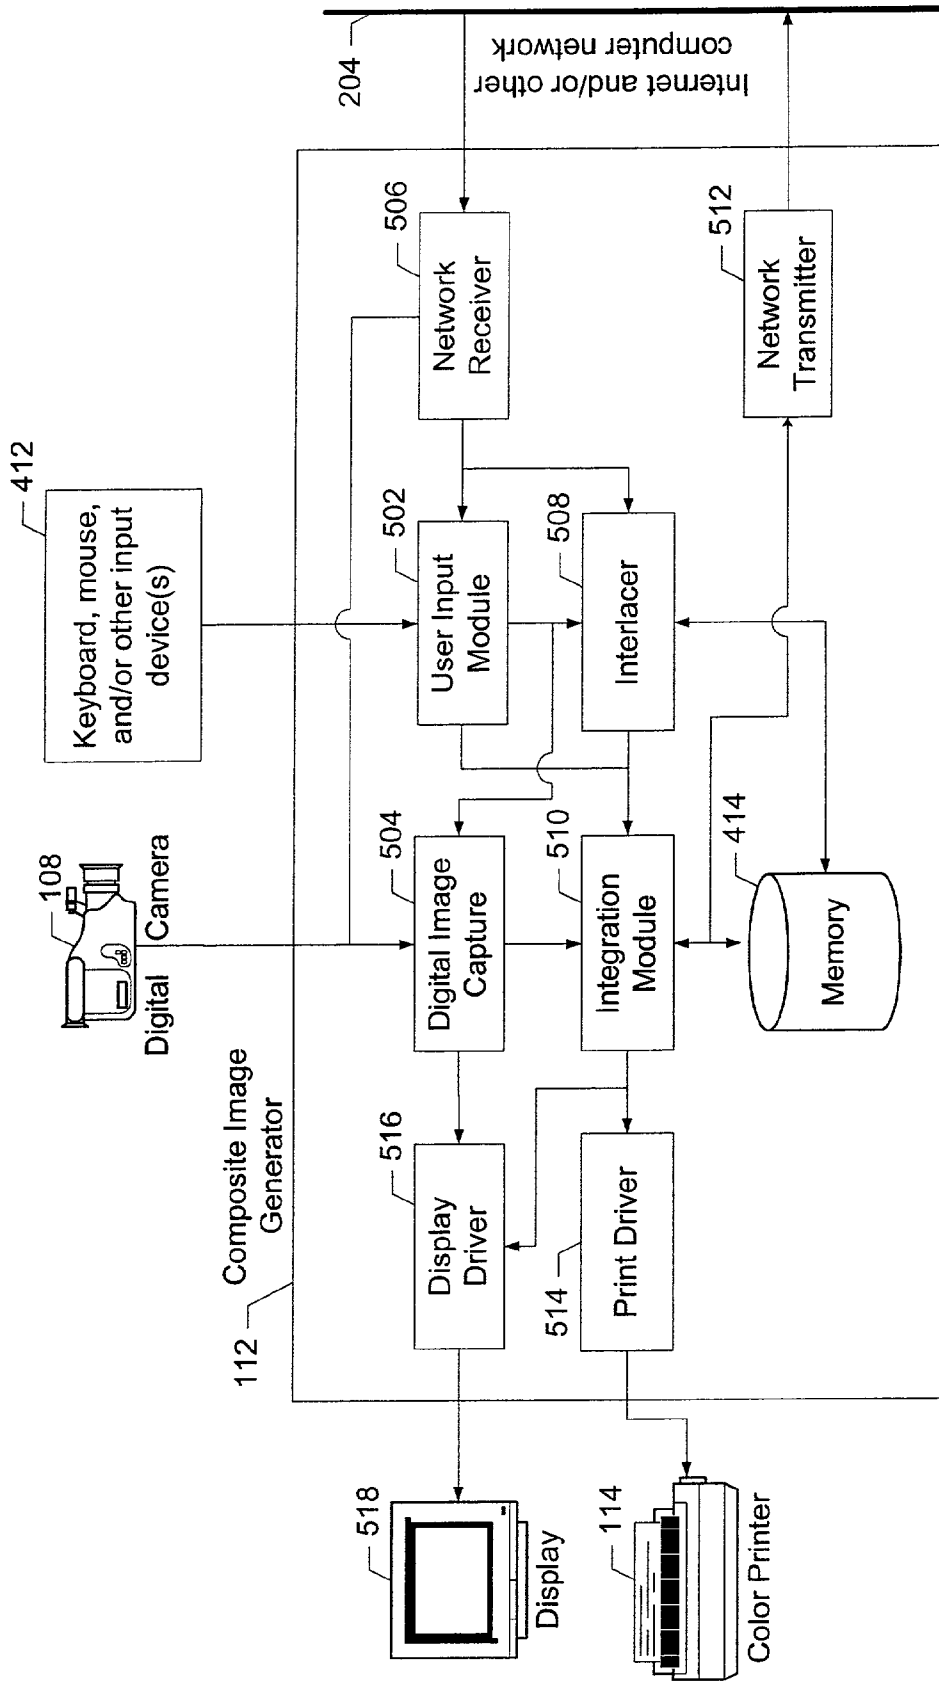 412
Keyboard, mouse,
and/or other input
device(s)
108
Digital Camera
204
Internet and/or other
computer network
112
Composite Image
Generator
506
Network
Receiver
502
User Input
Module
504
Digital Image
Capture
516
Display
Driver
518
Display
508
Interlacer
510
Integration
Module
514
Print Driver
114
Color Printer
512
Network
Transmitter
414
Memory